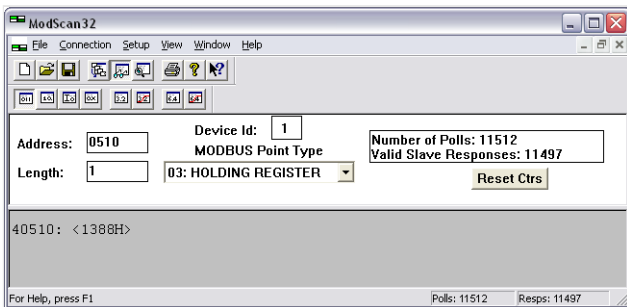 ModScan32
File Connection Setup View Window Help
Address: 0510
Device Id: 1
MODBUS Point Type
Length: 1
03: HOLDING REGISTER
Number of Polls: 11512
Valid Slave Responses: 11497
Reset Ctrs
40510: <1388H>
For Help, press F1
Polls: 11512
Resps: 11497